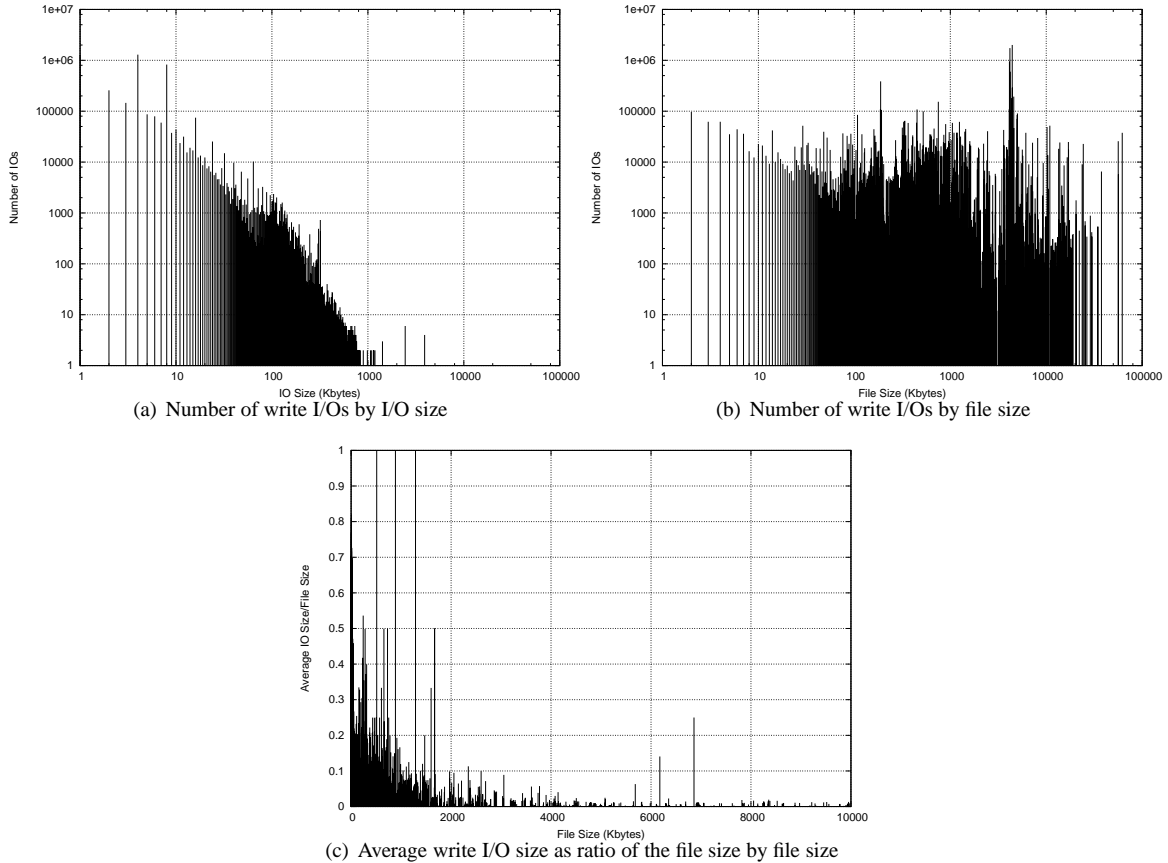 1e+07
1e+06
100000
10000
1000
100
10
1
Number of IOs
1 10 100 1000 10000 100000
IO Size (Kbytes)
(a) Number of write I/Os by I/O size
1e+07
1e+06
100000
10000
1000
100
10
1
Number of IOs
1 10 100 1000 10000 100000
File Size (Kbytes)
(b) Number of write I/Os by file size
1
0.9
0.8
0.7
0.6
0.5
0.4
0.3
0.2
0.1
0
Average IO Size/File Size
0 2000 4000 6000 8000 10000
File Size (Kbytes)
(c) Average write I/O size as ratio of the file size by file size